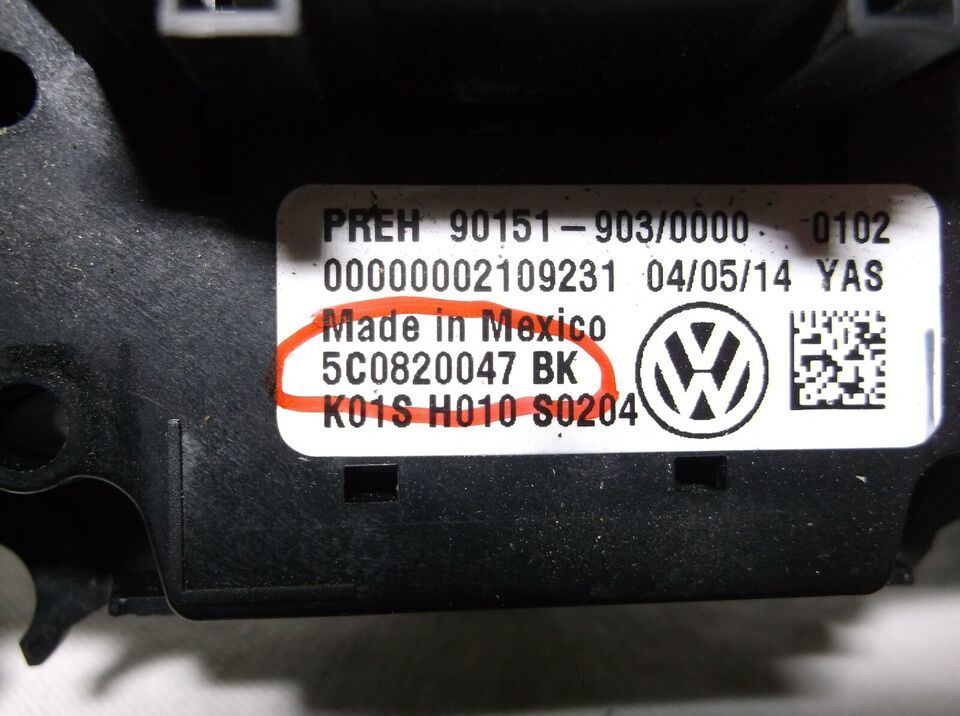 PREH 90151-903/0000 0102
00000002109231 04/05/14 YAS
Made in Mexico
5C0820047 BK
K01S H010 S0204